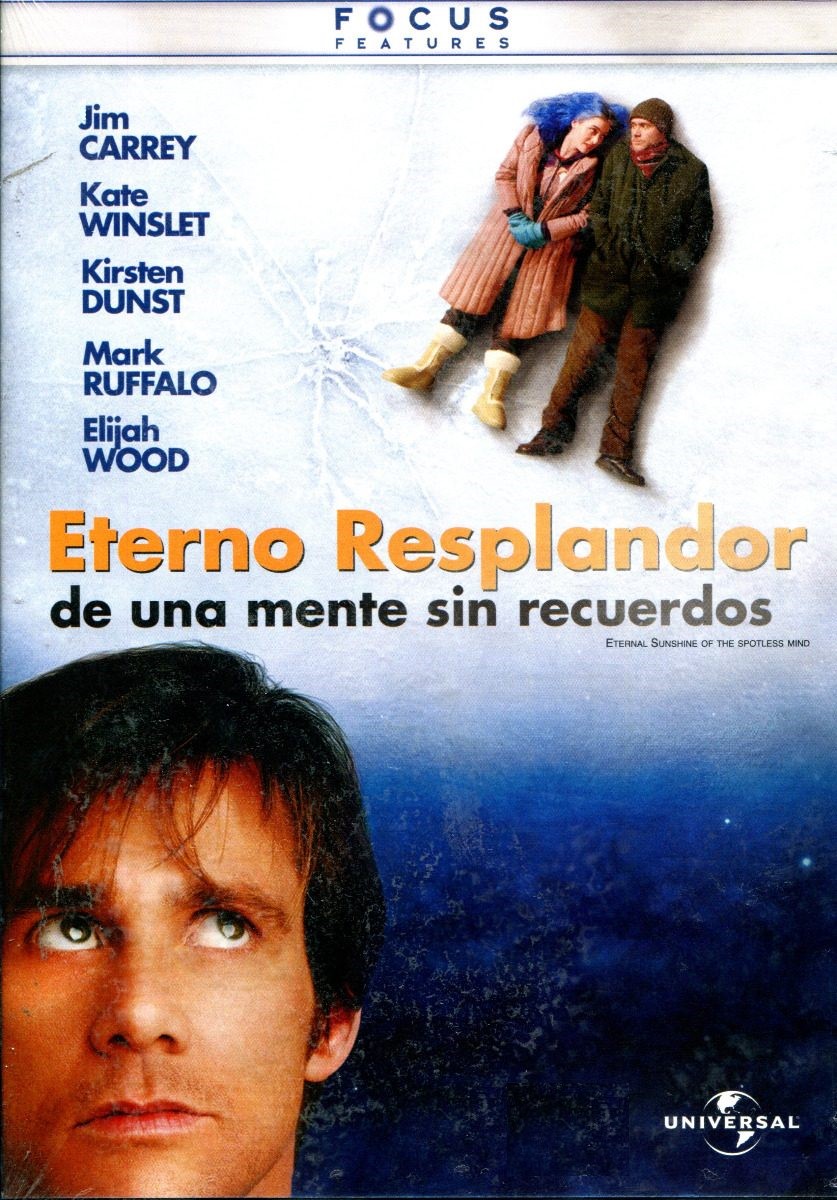 FOCUS
FEATURES
Jim
CARREY
Kate
WINSLET
Kirsten
DUNST
Mark
RUFFALO
Elijah
WOOD
Eterno Resplandor
de una mente sin recuerdos
ETERNAL SUNSHINE OF THE SPOTLESS MIND
UNIVERSAL